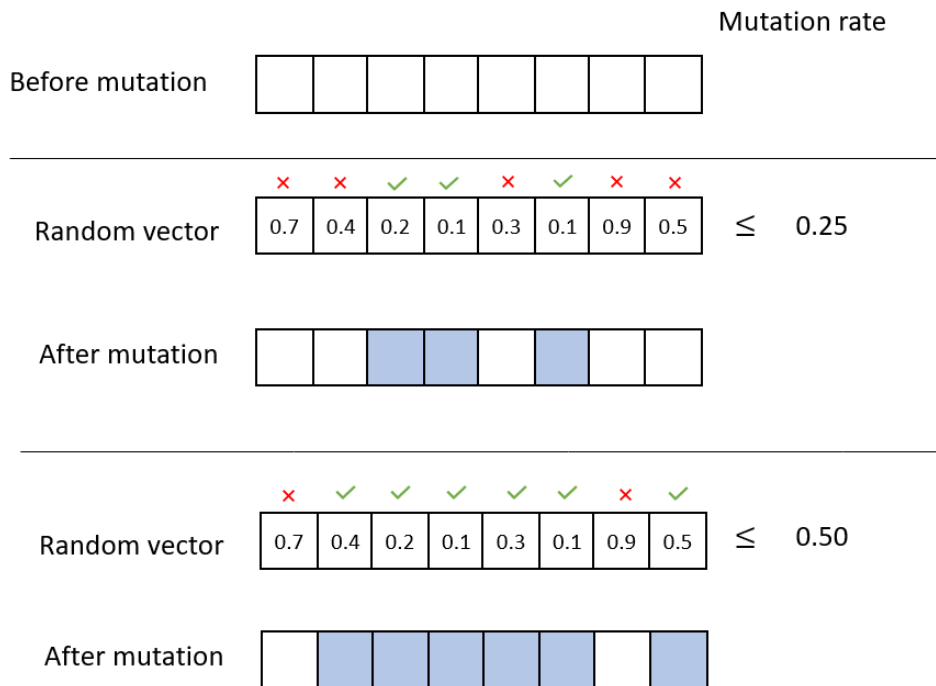 Mutation rate
Before mutation
Random vector 0.7 0.4 0.2 0.1 0.3 0.1 0.9 0.5 ≤ 0.25
After mutation
Random vector 0.7 0.4 0.2 0.1 0.3 0.1 0.9 0.5 ≤ 0.50
After mutation